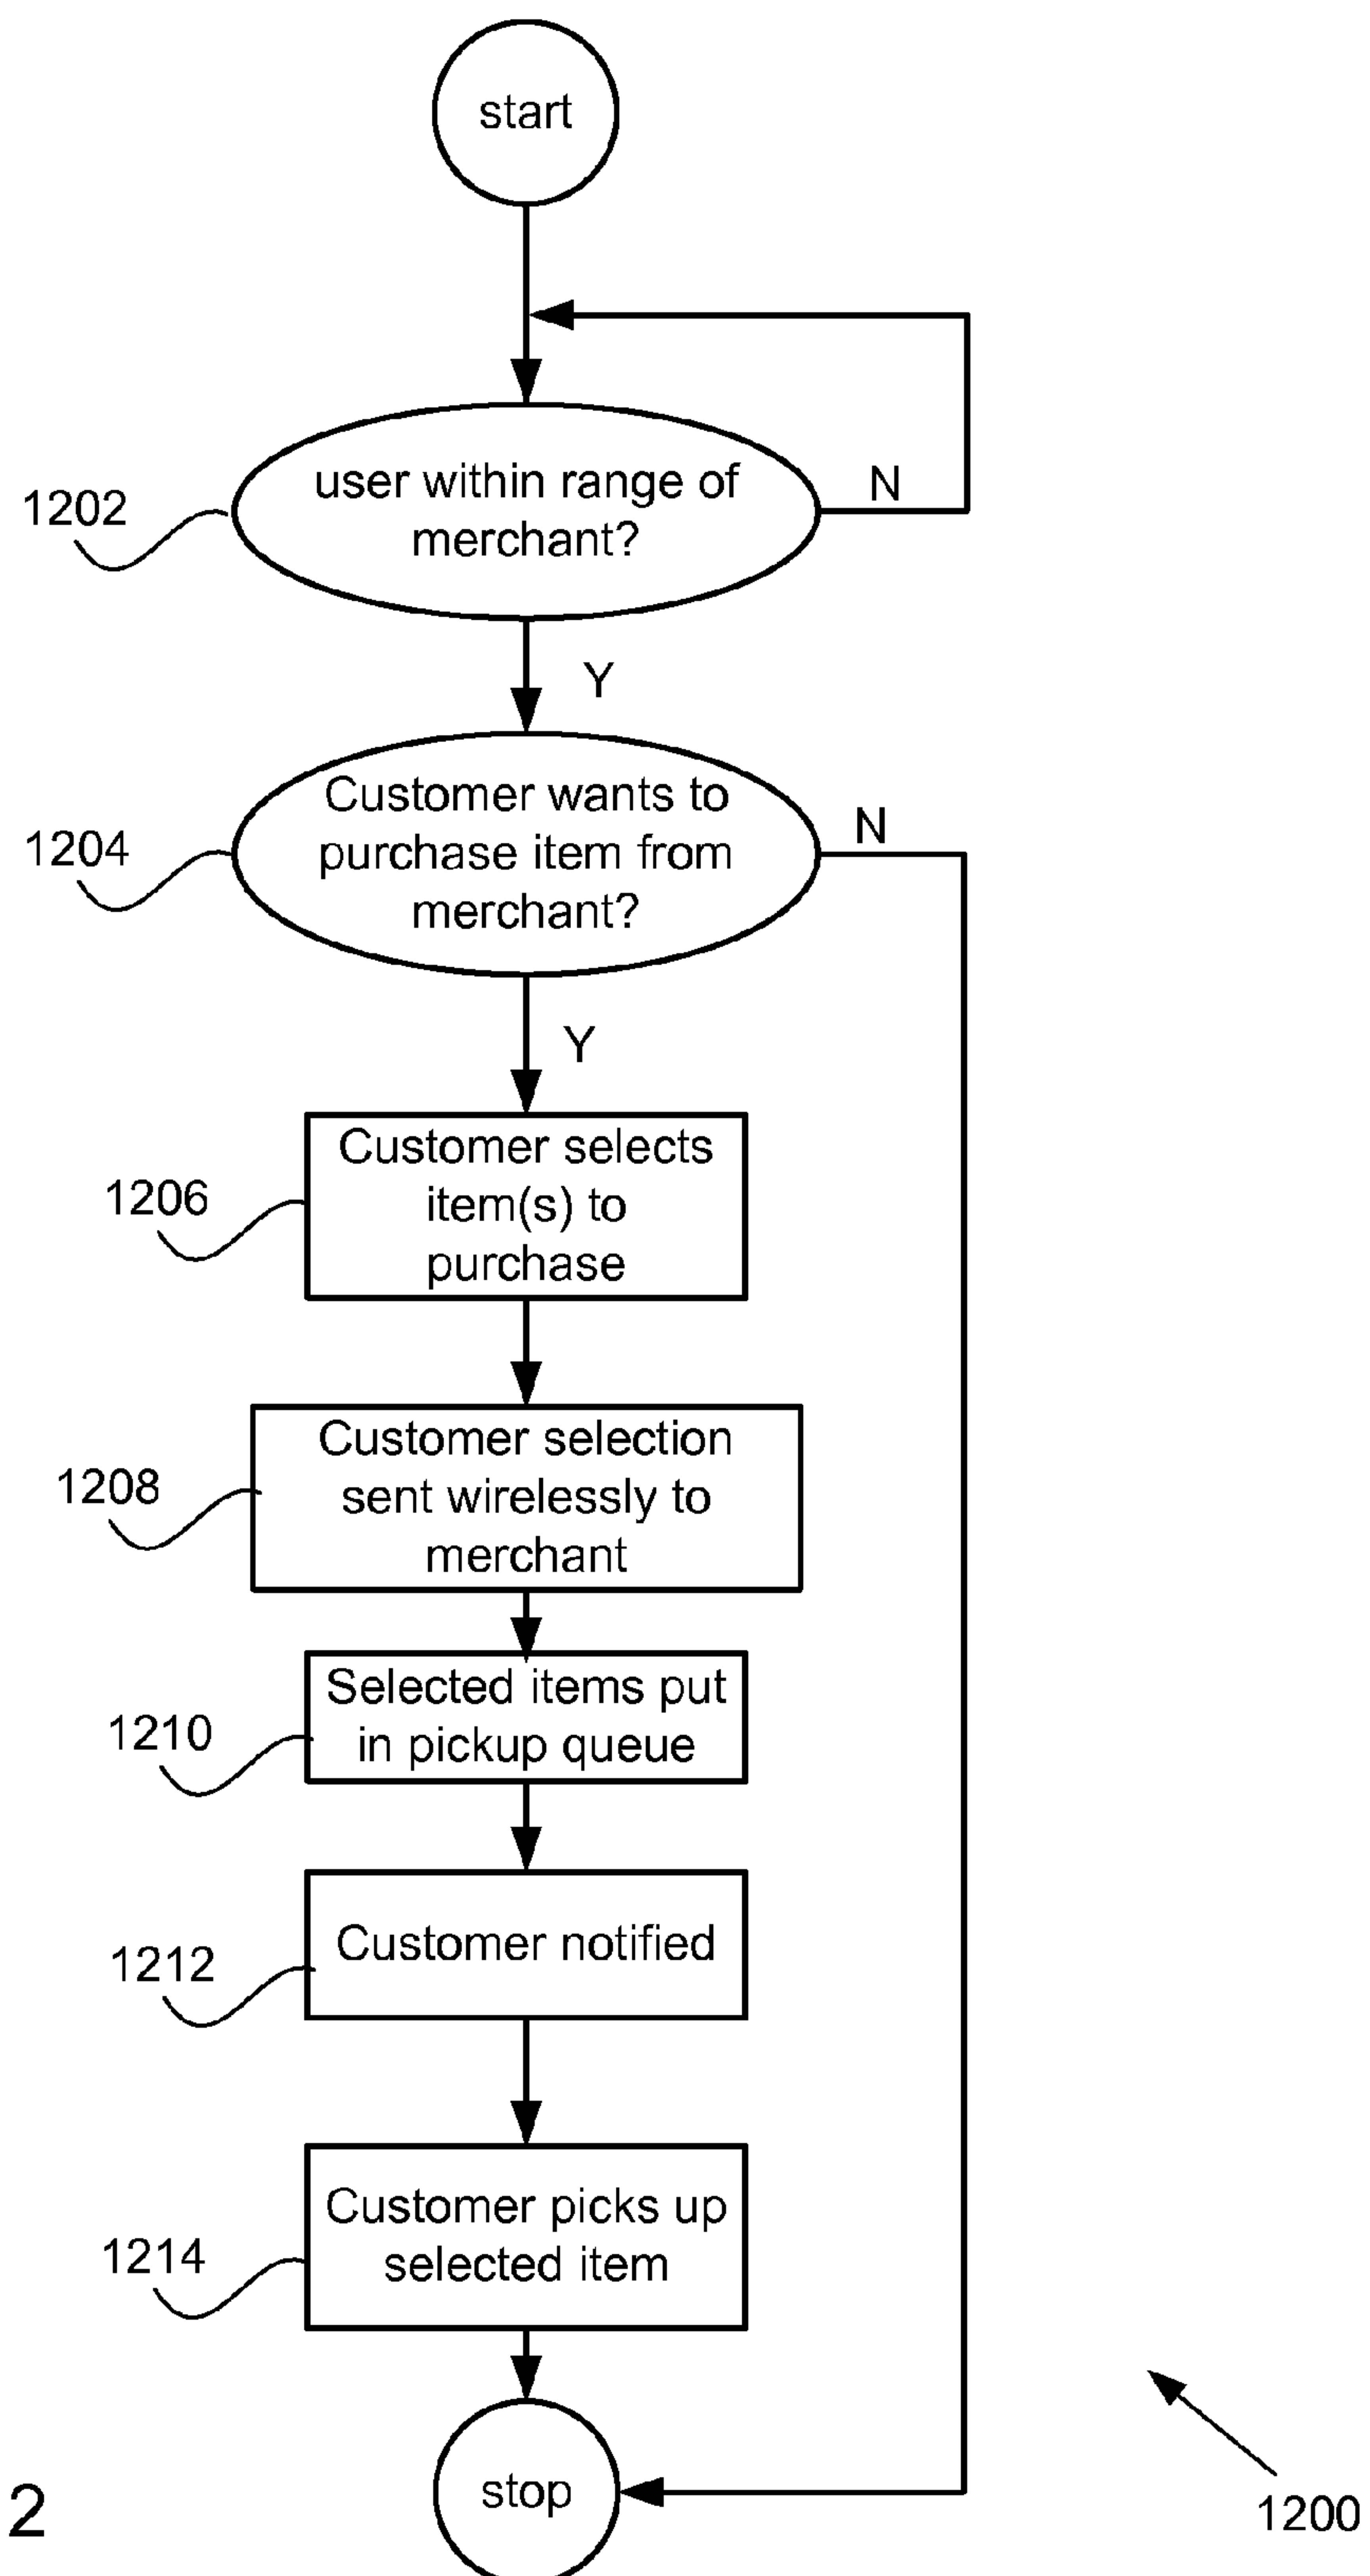 start
user within range of
merchant?
N
1202
Y
Customer wants to
purchase item from
merchant?
N
1204
Y
Customer selects
item(s) to
purchase
1206
Customer selection
sent wirelessly to
merchant
1208
Selected items put
in pickup queue
1210
Customer notified
1212
Customer picks up
selected item
1214
stop
2
1200